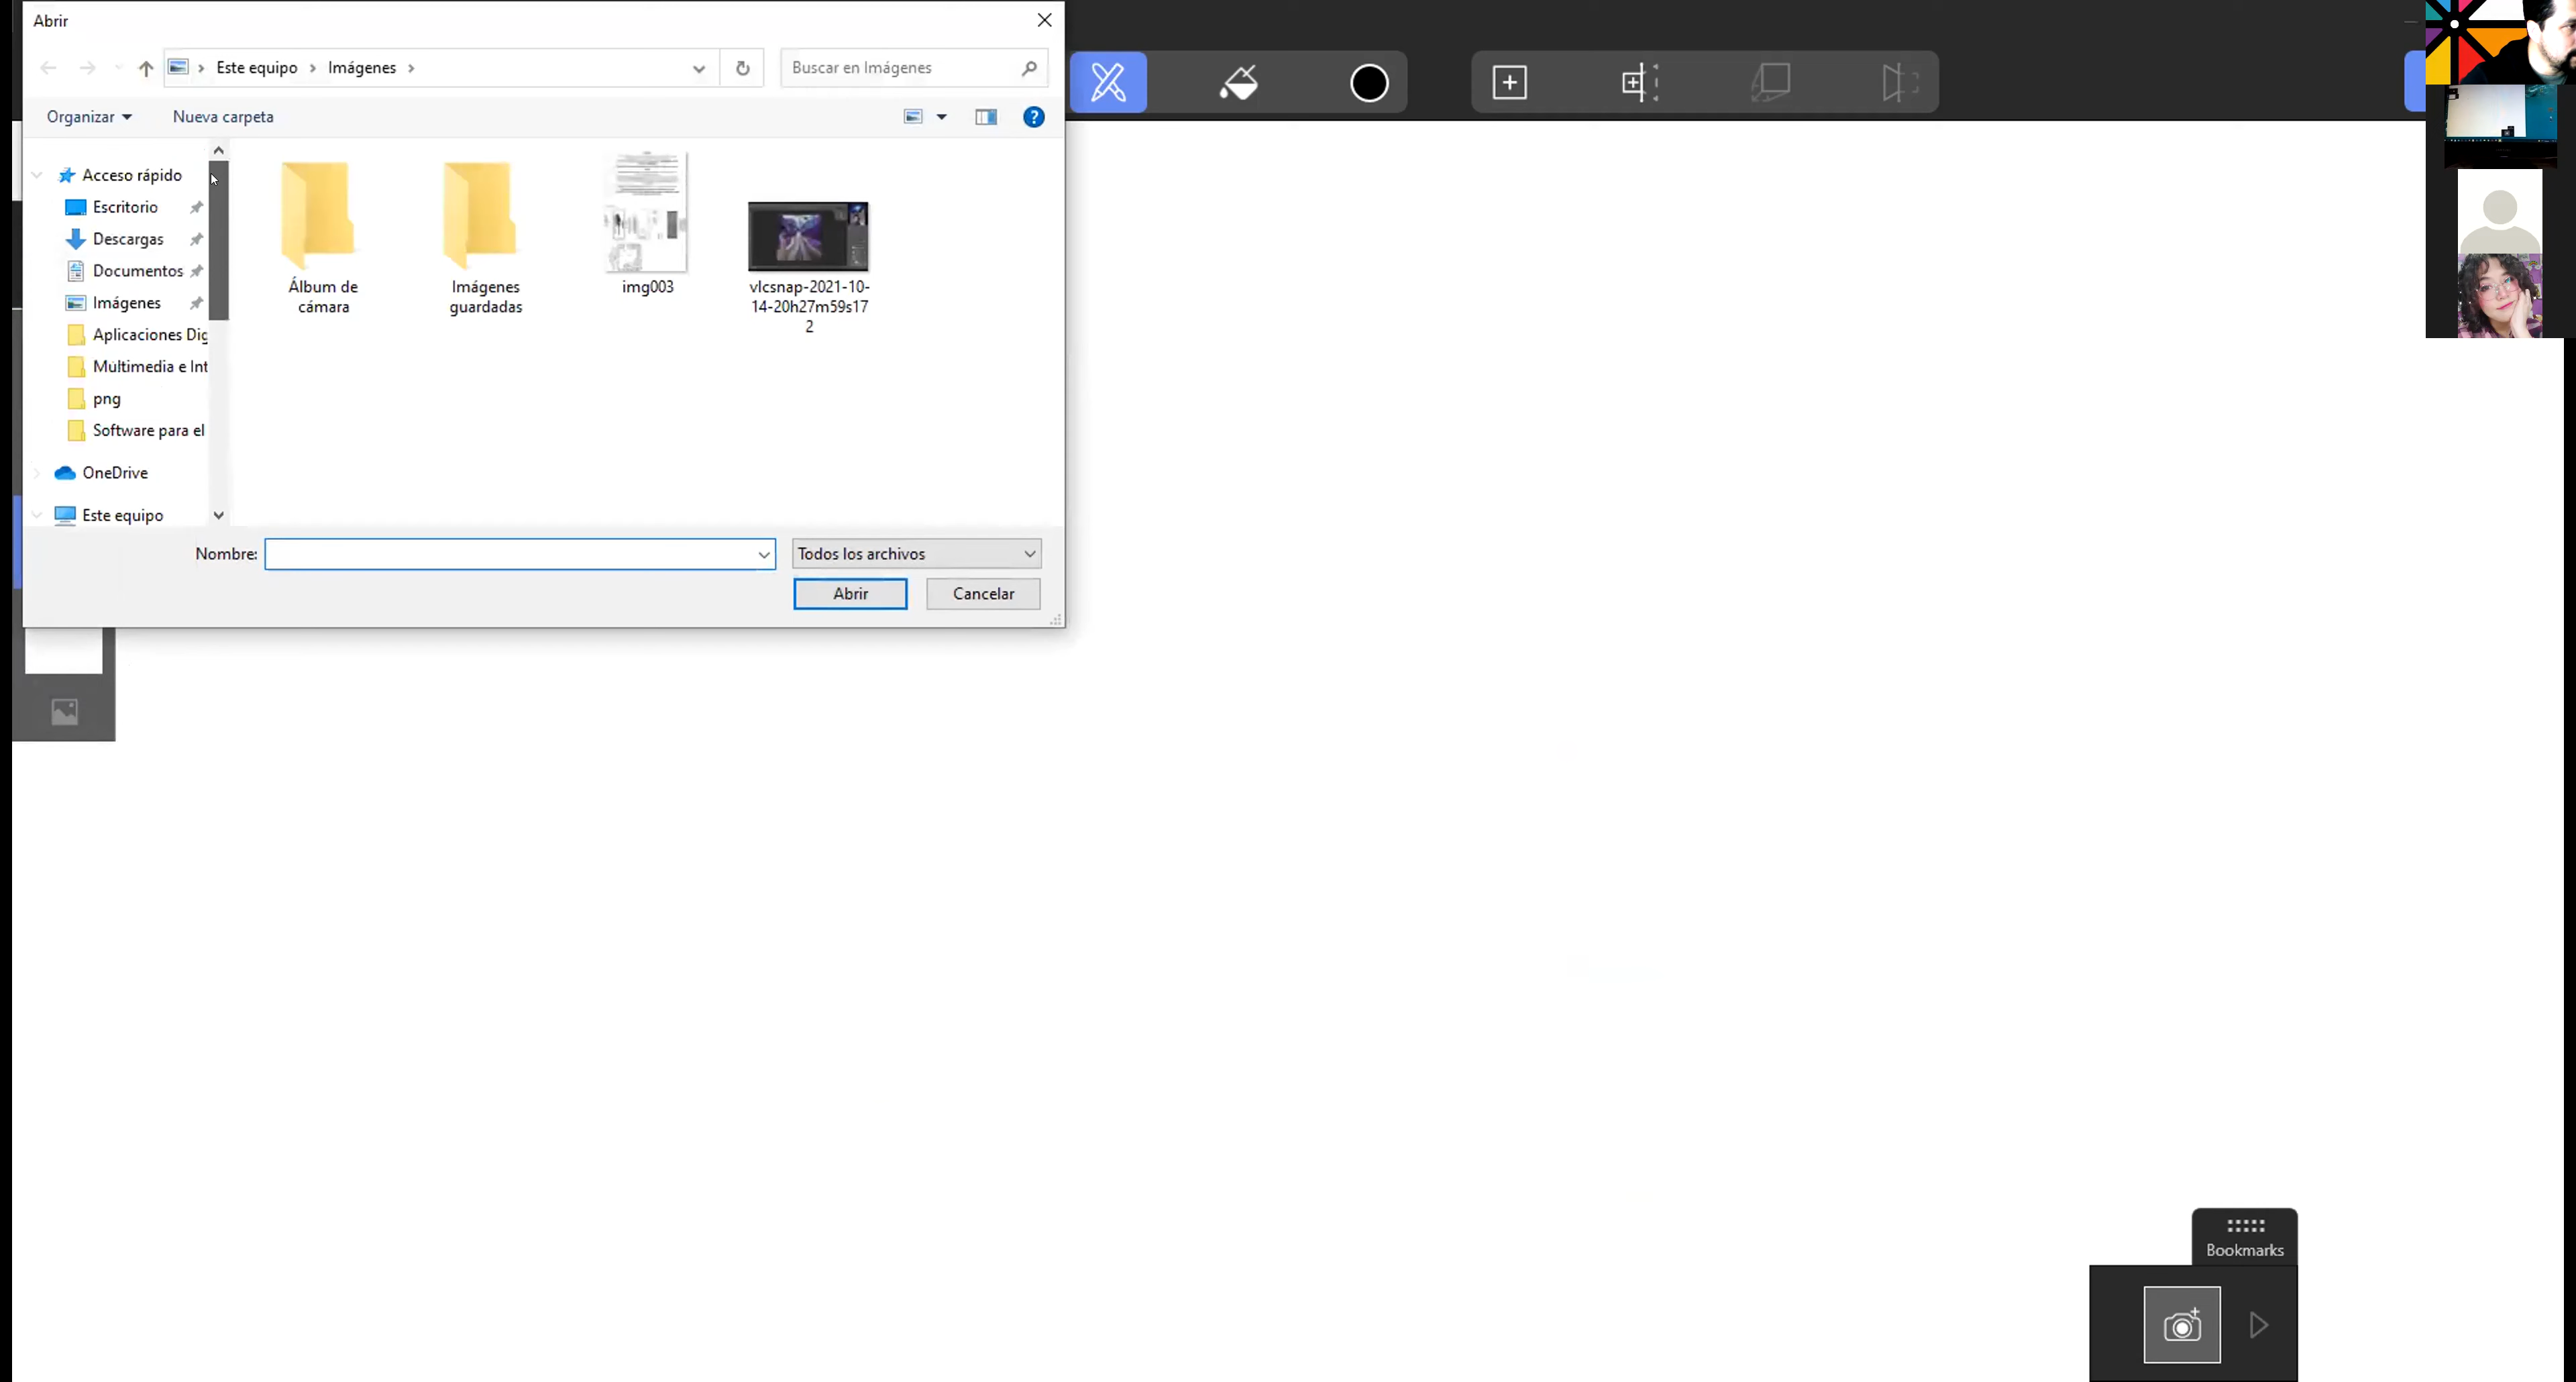 Abrir
Este equipo > Imágenes >
Buscar en Imágenes
Organizar
Nueva carpeta
Acceso rápido
Escritorio
Descargas
Documentos
Imágenes
Aplicaciones Dig
Multimedia e Int
png
Software para el
OneDrive
Este equipo
Álbum de
cámara
Imágenes
guardadas
img003
vlcsnap-2021-10-
14-20h27m59s17
2
Nombre:
Todos los archivos
Abrir
Cancelar
Bookmarks